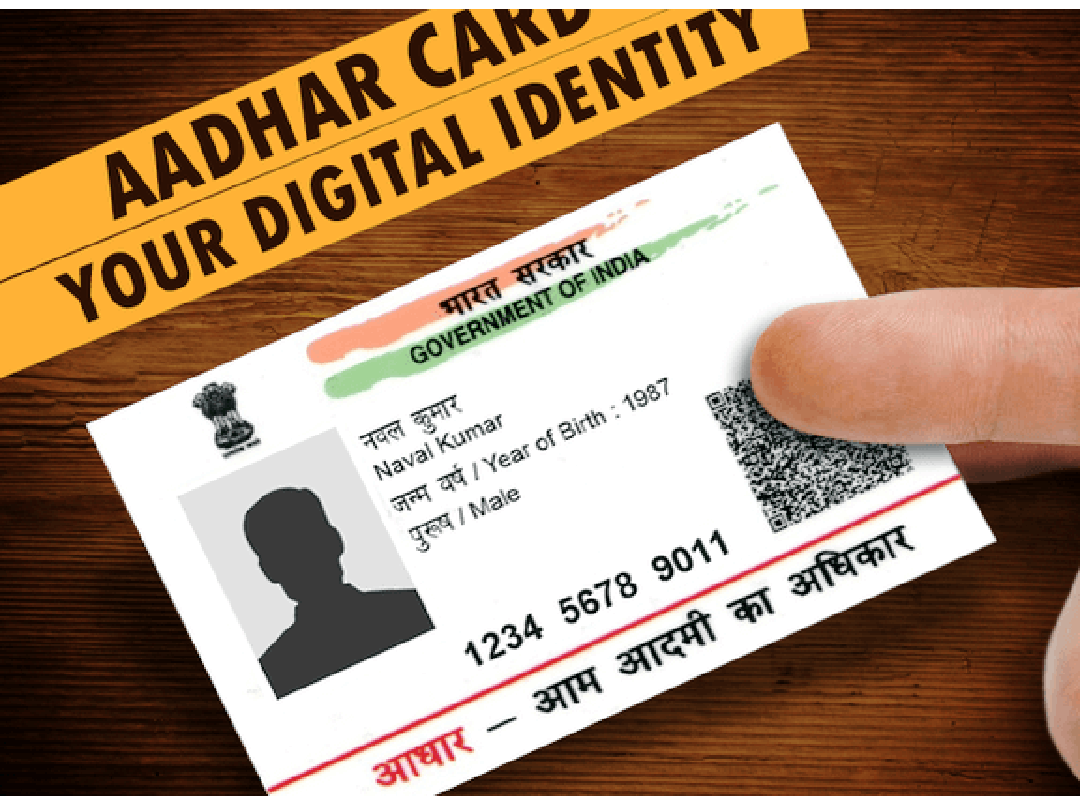 AADHAR CARD
YOUR DIGITAL IDENTITY
भारत सरकार
GOVERNMENT OF INDIA
नवल कुमार
Naval Kumar
जन्म वर्ष / Year of Birth : 1987
पुरूष / Male
1234 5678 9011
आधार — आम आदमी का अधिकार